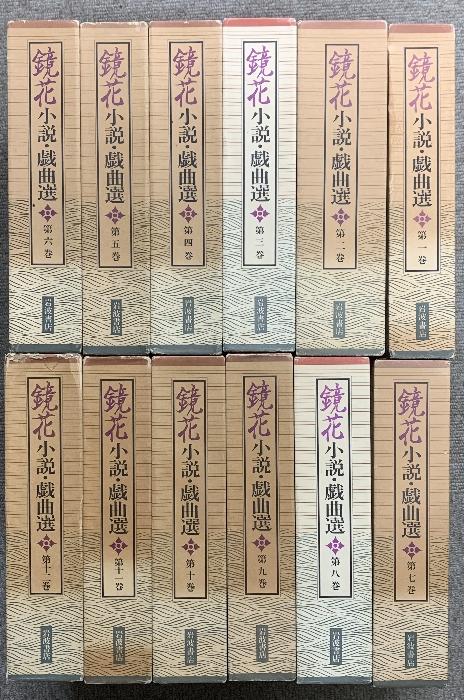 鏡花小説・戯曲選 第一巻 岩波書店
鏡花小説・戯曲選 第二巻 岩波書店
鏡花小説・戯曲選 第三巻 岩波書店
鏡花小説・戯曲選 第四巻 岩波書店
鏡花小説・戯曲選 第五巻 岩波書店
鏡花小説・戯曲選 第六巻 岩波書店
鏡花小説・戯曲選 第七巻 岩波書店
鏡花小説・戯曲選 第八巻 岩波書店
鏡花小説・戯曲選 第九巻 岩波書店
鏡花小説・戯曲選 第十巻 岩波書店
鏡花小説・戯曲選 第十一巻 岩波書店
鏡花小説・戯曲選 第十二巻 岩波書店